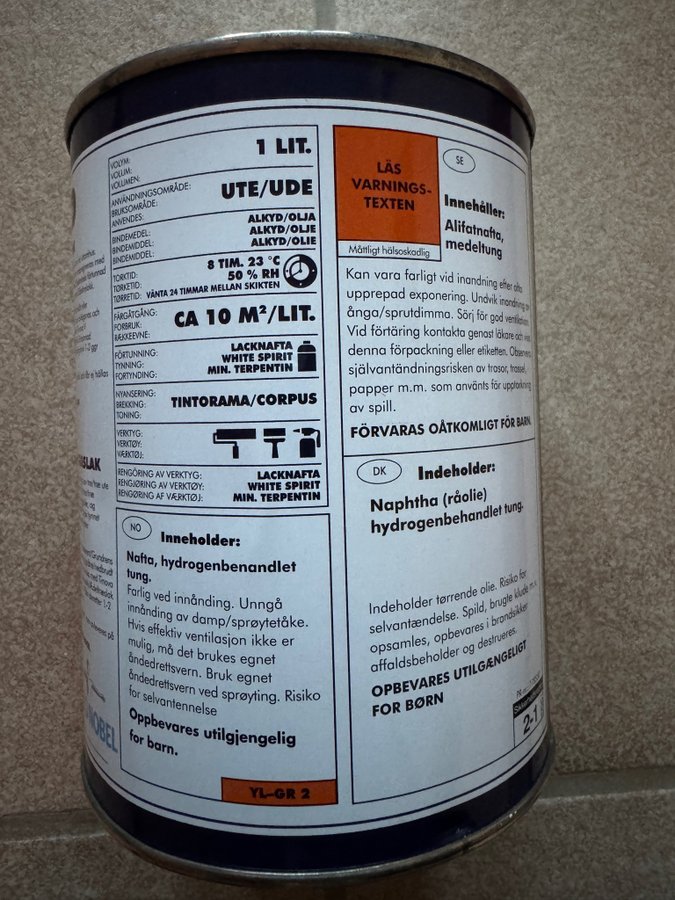 VOLYM:
VOLUM:
VOLUMEN:
1 LIT.
ANVÄNDNINGSOMRÅDE:
BRUKSOMRÅDE:
ANVENDES:
UTE/UDE
BINDEMEDEL:
BINDEMIDDEL:
BINDEMIDDEL:
ALKYD/OLJA
ALKYD/OLJE
ALKYD/OLIE
TORKTID:
TØRKETID:
TØRRETID:
8 TIM. 23 °C
50 % RH
VÄNTA 24 TIMMAR MELLAN SKIKTEN
FÄRGÅTGÅNG:
FORBRUK:
RÆKKEEVNE:
CA 10 M²/LIT.
FÖRTUNNING:
TYNNING:
FORTYNDING:
LACKNAFTA
WHITE SPIRIT
MIN. TERPENTIN
NYANSERING:
BREKKING:
TONING:
TINTORAMA/CORPUS
VERKTYG:
VERKTØY:
VÆRKTØJ:
RENGÖRING AV VERKTYG:
RENGJØRING AV VERKTØY:
RENGØRING AF VÆRKTØJ:
LACKNAFTA
WHITE SPIRIT
MIN. TERPENTIN
NO
Inneholder:
Nafta, hydrogenbenandlet
tung.
Farlig ved innånding. Unngå
innånding av damp/sprøytetåke.
Hvis effektiv ventilasjon ikke er
mulig, må det brukes egnet
åndedrettsvern. Bruk egnet
åndedrettsvern ved sprøyting. Risiko
for selvantennelse
Oppbevares utilgjengelig
for barn.
YL-GR 2
LÄS
VARNINGS-
TEXTEN
Måttligt hälsoskadlig
SE
Innehåller:
Alifatnafta,
medeltung
Kan vara farligt vid inandning efter ofta
upprepad exponering. Undvik inandning av
ånga/sprutdimma. Sörj för god ventilation.
Vid förtäring kontakta genast läkare och visa
denna förpackning eller etiketten. Observera
självantändningsrisken av trasor, trassel,
papper m.m. som använts för upptorkning
av spill.
FÖRVARAS OÅTKOMLIGT FÖR BARN.
DK
Indeholder:
Naphtha (råolie)
hydrogenbehandlet tung.
Indeholder tørrende olie. Risiko for
selvantændelse. Spild, brugte klude m.v.
opsamles, opbevares i brandsikker
affaldsbeholder og destrueres.
OPBEVARES UTILGÆNGELIGT
FOR BØRN
2-1
SLAK
NOBEL